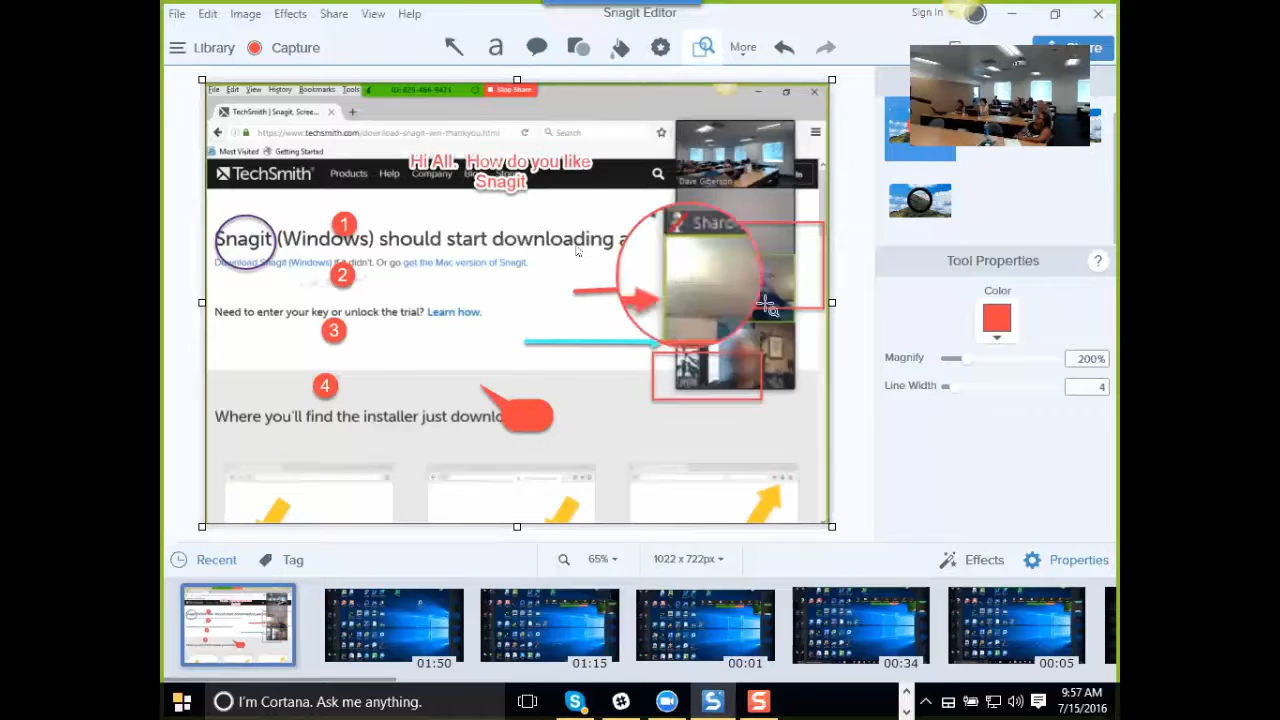 File Edit Image Effects Share View Help
Snagit Editor
Sign In
Library Capture
a
More
File Edit View History Bookmarks Tools
Stop Share
TechSmith | Snagit, Scree...
https://www.techsmith.com/download-snagit-win-thankyou.html
Search
Most Visited Getting Started
Hi All. How do you like
Snagit
TechSmith Products Help Company
Dave Giberson
1
Share
Snagit (Windows) should start downloading a
Download Snagit (Windows) if it didn't. Or go get the Mac version of Snagit.
2
Need to enter your key or unlock the trial? Learn how.
3
4
Where you'll find the installer just downlo
Tool Properties ?
Color
Magnify 200%
Line Width 4
Recent Tag
65%
1022 x 722px
Effects Properties
01:50
01:15
00:01
00:34
00:05
I'm Cortana. Ask me anything.
9:57 AM
7/15/2016